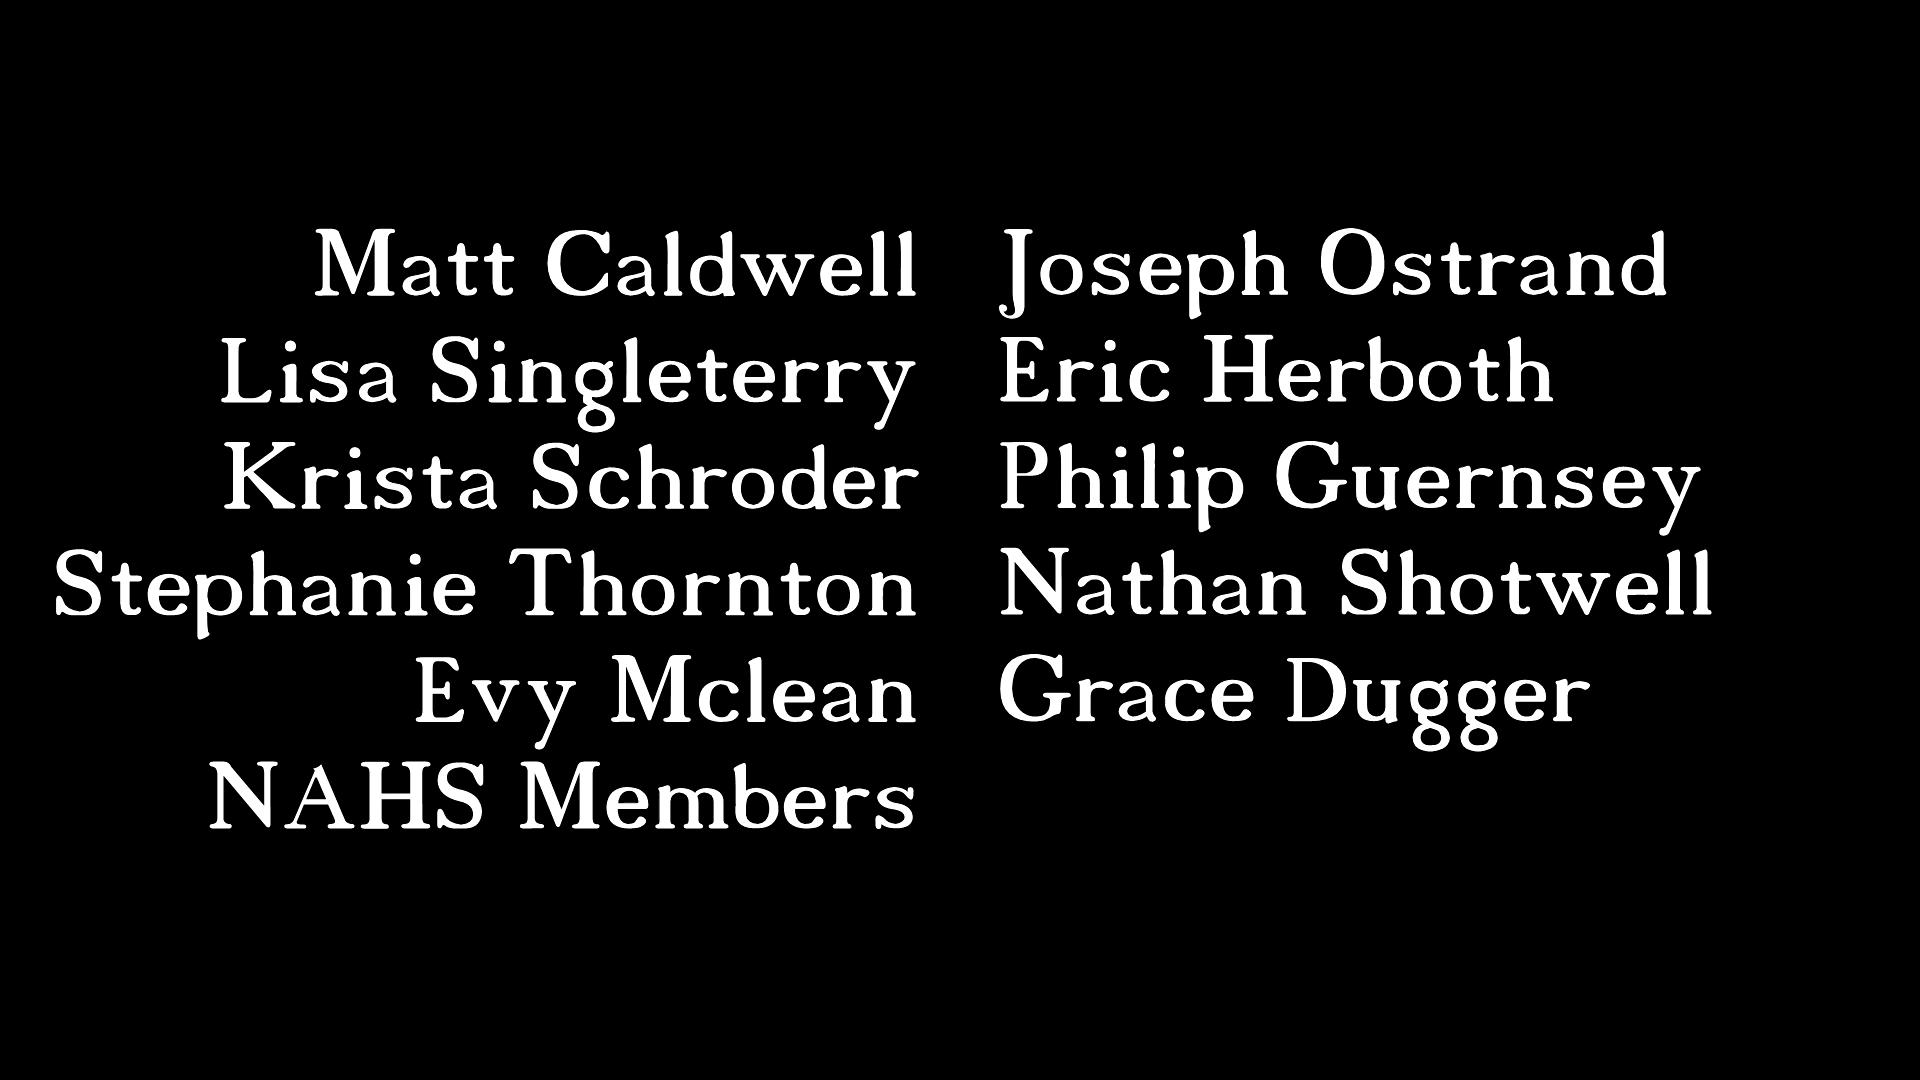 Matt Caldwell
Lisa Singleterry
Krista Schroder
Stephanie Thornton
Evy Mclean
NAHS Members
Joseph Ostrand
Eric Herboth
Philip Guernsey
Nathan Shotwell
Grace Dugger